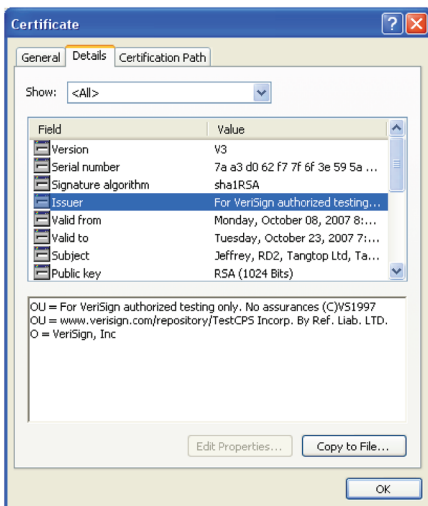 Certificate
General Details Certification Path
Show: <All>
Field Value
Version V3
Serial number 7a a3 d0 62 f7 7f 6f 3e 59 5a ...
Signature algorithm sha1RSA
Issuer For VeriSign authorized testing...
Valid from Monday, October 08, 2007 8:...
Valid to Tuesday, October 23, 2007 7:...
Subject Jeffrey, RD2, Tangtop Ltd, Ta...
Public key RSA (1024 Bits)
OU = For VeriSign authorized testing only. No assurances (C)VS1997
OU = www.verisign.com/repository/TestCPS Incorp. By Ref. Liab. LTD.
O = VeriSign, Inc
Edit Properties... Copy to File...
OK